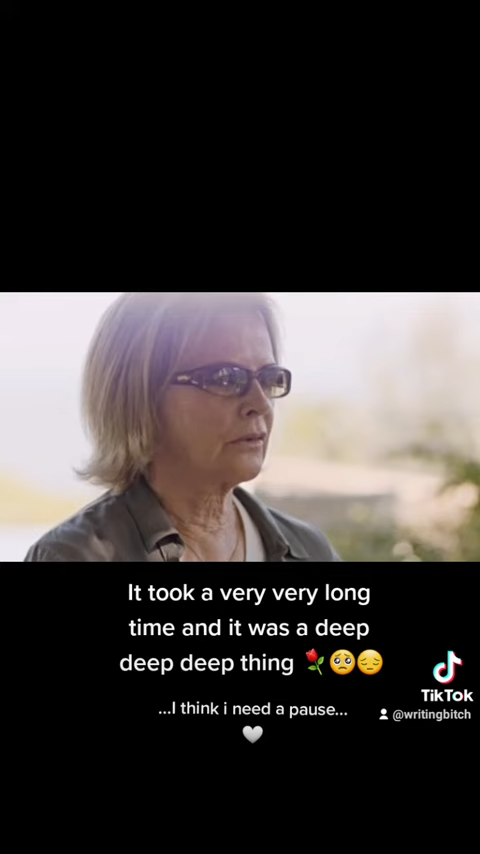 It took a very very long
time and it was a deep
deep deep thing 🌹🥺😔
...I think i need a pause...
🤍
TikTok
@writingbitch